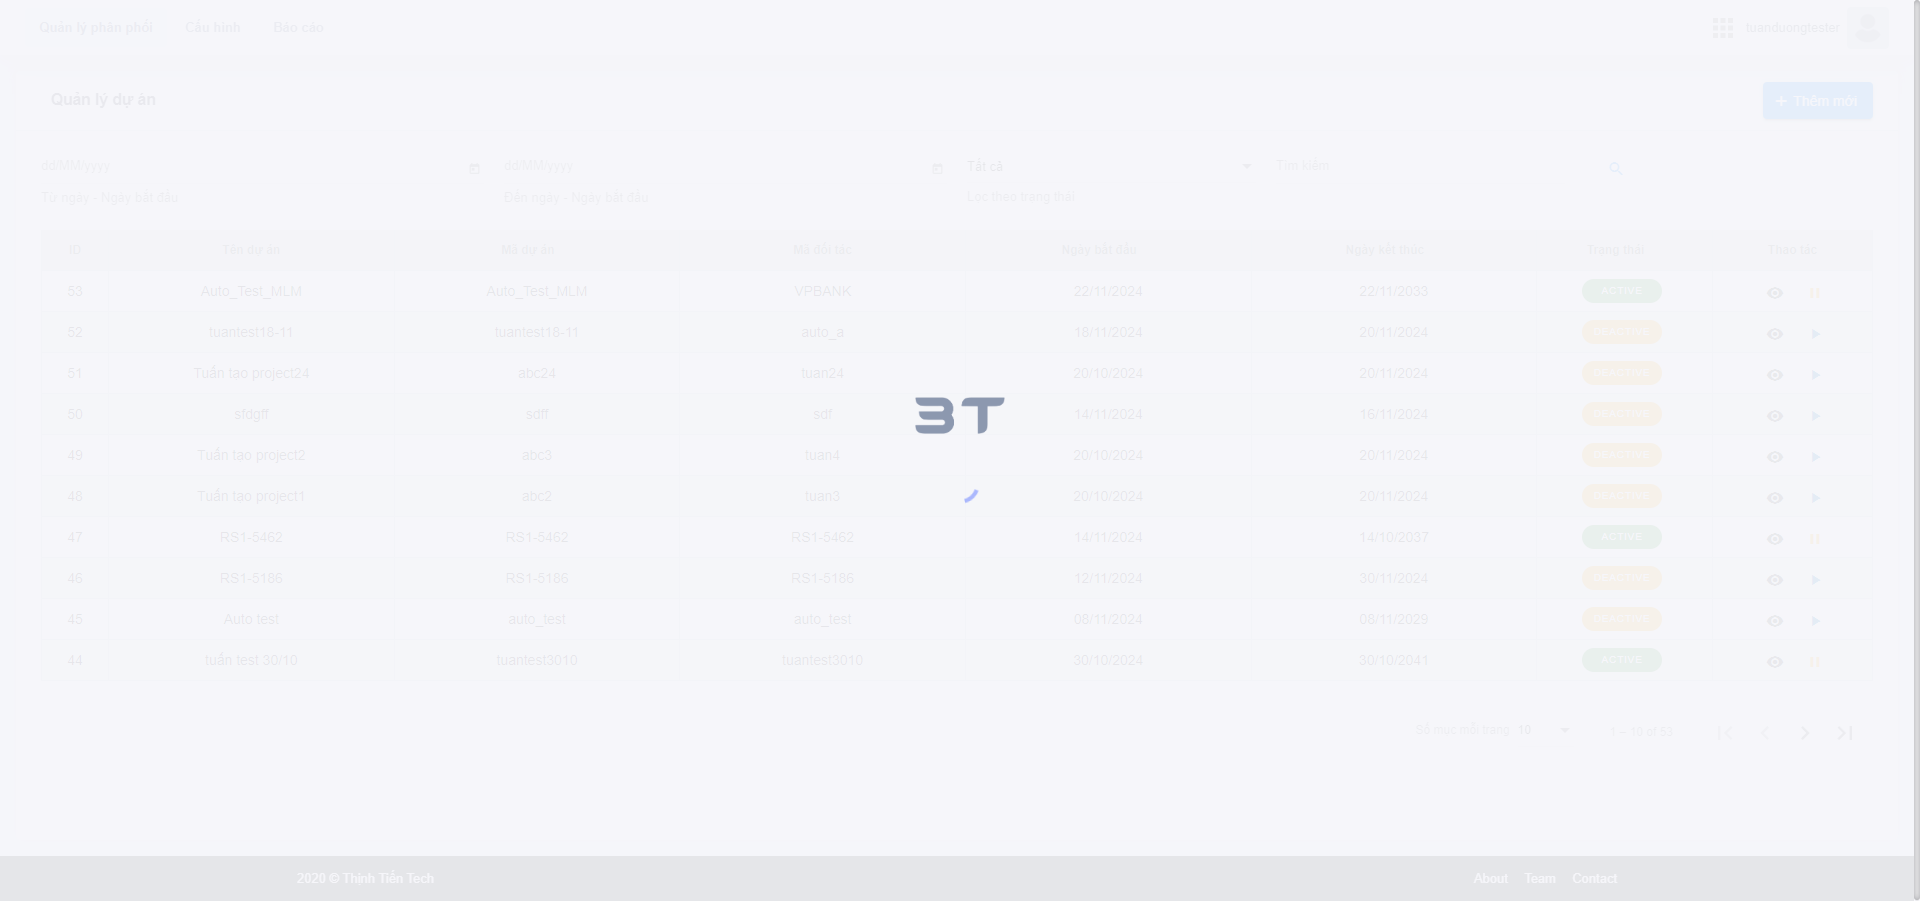 Quản lý phân phối Cấu hình Báo cáo tuanduongtester
Quản lý dự án + Thêm mới
dd/MM/yyyy dd/MM/yyyy Tất cả Tìm kiếm
Từ ngày - Ngày bắt đầu Đến ngày - Ngày bắt đầu Lọc theo trạng thái
ID Tên dự án Mã dự án Mã đối tác Ngày bắt đầu Ngày kết thúc Trạng thái Thao tác
53 Auto_Test_MLM Auto_Test_MLM VPBANK 22/11/2024 22/11/2033 ACTIVE
52 tuantest18-11 tuantest18-11 auto_a 18/11/2024 20/11/2024 DEACTIVE
51 Tuấn tạo project24 abc24 tuan24 20/10/2024 20/11/2024 DEACTIVE
50 sfdgff sdff sdf 14/11/2024 16/11/2024 DEACTIVE
3T
49 Tuấn tạo project2 abc3 tuan4 20/10/2024 20/11/2024 DEACTIVE
48 Tuấn tạo project1 abc2 tuan3 20/10/2024 20/11/2024 DEACTIVE
47 RS1-5462 RS1-5462 RS1-5462 14/11/2024 14/10/2037 ACTIVE
46 RS1-5186 RS1-5186 RS1-5186 12/11/2024 30/11/2024 DEACTIVE
45 Auto test auto_test auto_test 08/11/2024 08/11/2029 DEACTIVE
44 tuấn test 30/10 tuantest3010 tuantest3010 30/10/2024 30/10/2041 ACTIVE
Số mục mỗi trang 10 1 – 10 of 53
2020 © Thịnh Tiến Tech About Team Contact